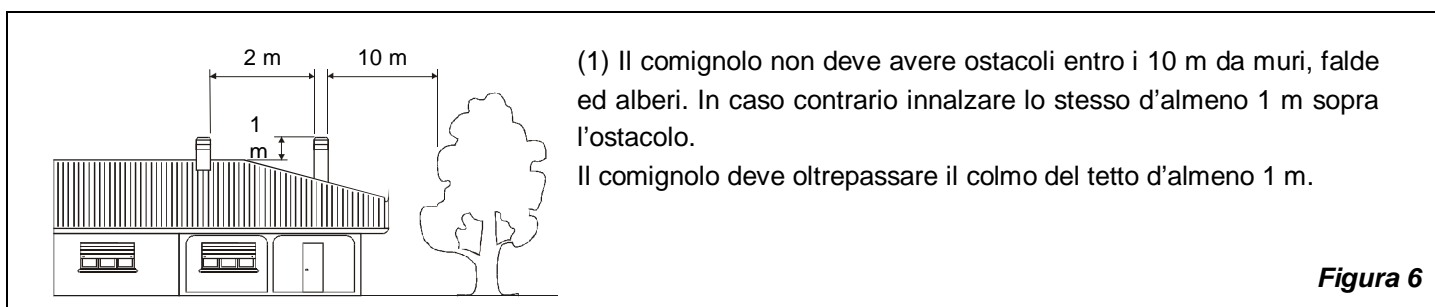 2 m
10 m
1
m
(1) Il comignolo non deve avere ostacoli entro i 10 m da muri, falde
ed alberi. In caso contrario innalzare lo stesso d’almeno 1 m sopra
l’ostacolo.
Il comignolo deve oltrepassare il colmo del tetto d’almeno 1 m.
Figura 6